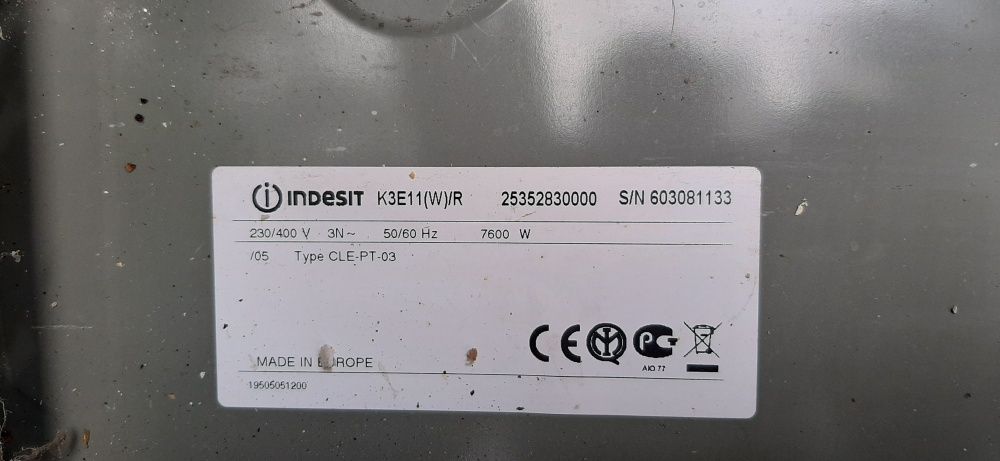 INDESIT K3E11(W)/R 25352830000 S/N 603081133
230/400 V 3N~ 50/60 Hz 7600 W
/05 Type CLE-PT-03
CE
АЮ 77
MADE IN EUROPE
19505051200